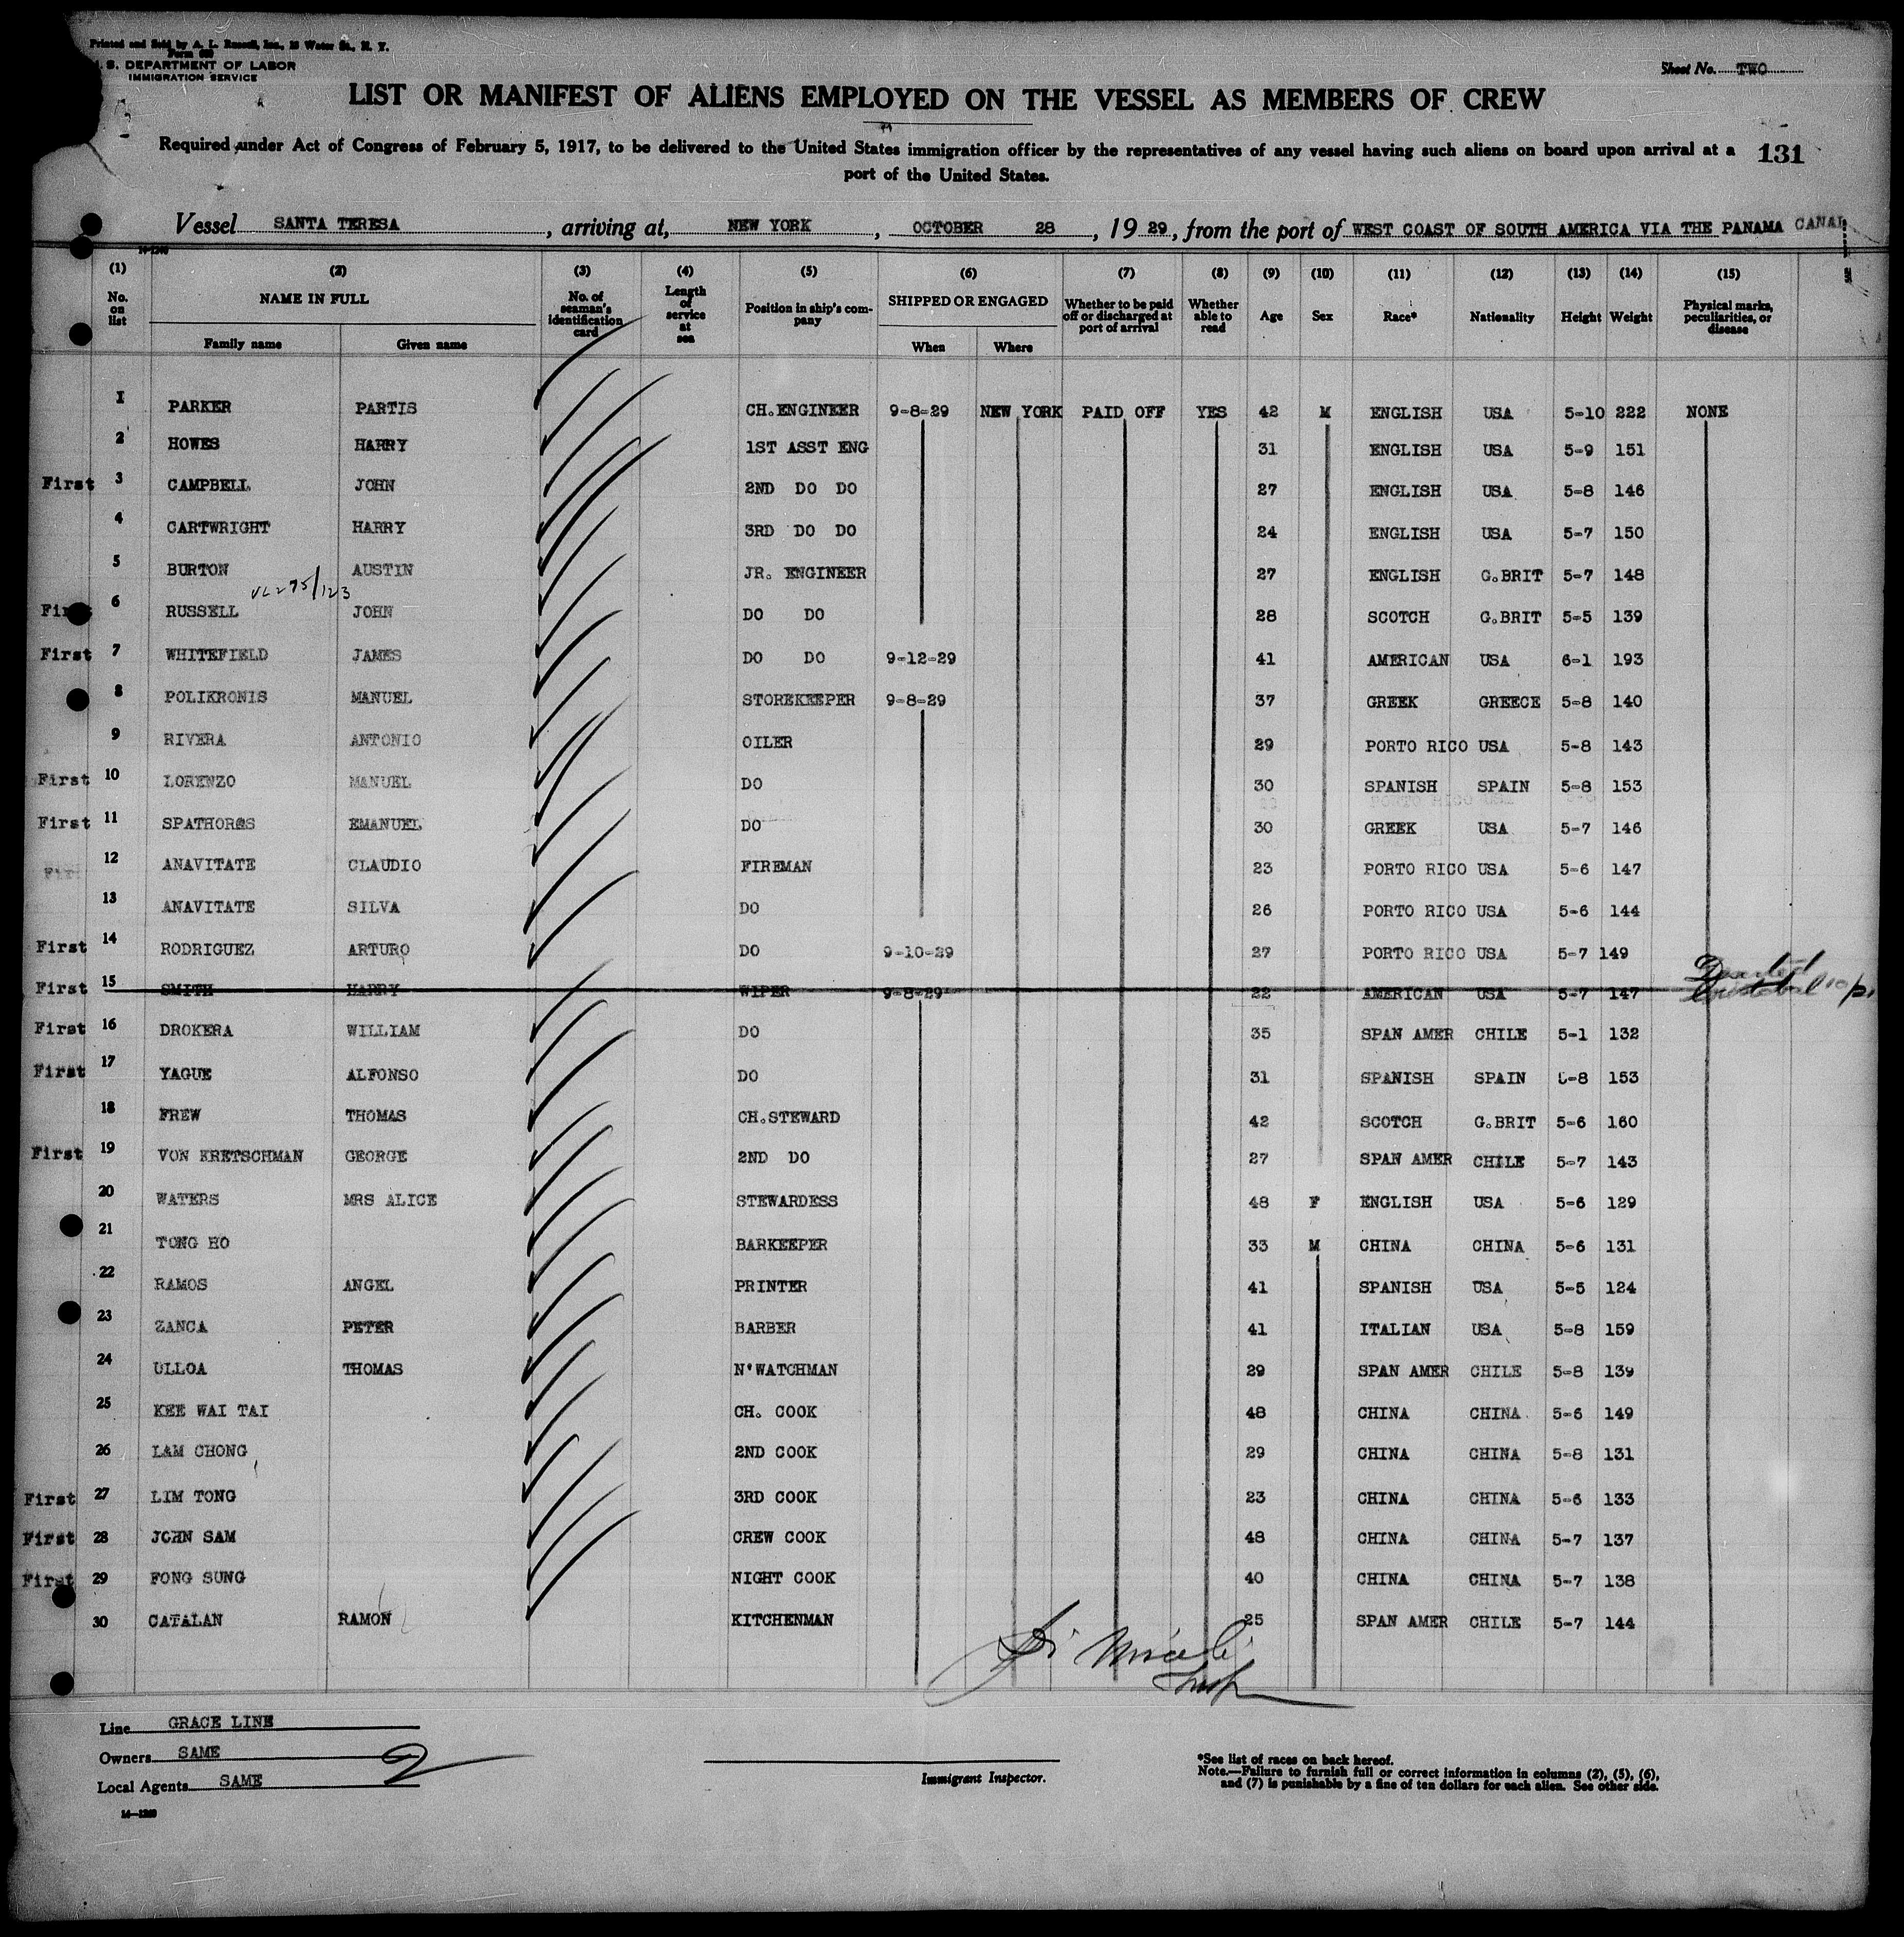 Printed and Sold by A. L. Russell, Inc., 19 Water St., N. Y.
Form 689
S. DEPARTMENT OF LABOR
IMMIGRATION SERVICE
Sheet No. TWO
LIST OR MANIFEST OF ALIENS EMPLOYED ON THE VESSEL AS MEMBERS OF CREW
Required under Act of Congress of February 5, 1917, to be delivered to the United States immigration officer by the representatives of any vessel having such aliens on board upon arrival at a 131
port of the United States.
Vessel SANTA TERESA, arriving at, NEW YORK, OCTOBER 28, 1929, from the port of WEST COAST OF SOUTH AMERICA VIA THE PANAMA CANAL
(1) (2) (3) (4) (5) (6) (7) (8) (9) (10) (11) (12) (13) (14) (15)
No. on list NAME IN FULL Family name Given name No. of seaman's identification card Length of service at sea Position in ship's company SHIPPED OR ENGAGED When Where Whether to be paid off or discharged at port of arrival Whether able to read Age Sex Race* Nationality Height Weight Physical marks, peculiarities, or disease
1 PARKER PARTIS CH. ENGINEER 9-8-29 NEW YORK PAID OFF YES 42 M ENGLISH USA 5-10 222 NONE
2 HOWES HARRY 1ST ASST ENG 31 ENGLISH USA 5-9 151
First 3 CAMPBELL JOHN 2ND DO DO 27 ENGLISH USA 5-8 146
4 CARTWRIGHT HARRY 3RD DO DO 24 ENGLISH USA 5-7 150
5 BURTON AUSTIN JR. ENGINEER 27 ENGLISH G.BRIT 5-7 148
First 6 RUSSELL JOHN DO DO 28 SCOTCH G.BRIT 5-5 139
First 7 WHITEFIELD JAMES DO DO 9-12-29 41 AMERICAN USA 6-1 193
8 POLIKRONIS MANUEL STOREKEEPER 9-8-29 37 GREEK GREECE 5-8 140
9 RIVERA ANTONIO OILER 29 PORTO RICO USA 5-8 143
First 10 LORENZO MANUEL DO 30 SPANISH SPAIN 5-8 153
First 11 SPATHOROS EMANUEL DO 30 GREEK USA 5-7 146
12 ANAVITATE CLAUDIO FIREMAN 23 PORTO RICO USA 5-6 147
13 ANAVITATE SILVA DO 26 PORTO RICO USA 5-6 144
First 14 RODRIGUEZ ARTURO DO 9-10-29 27 PORTO RICO USA 5-7 149
First 15 SMITH HARRY WIPER 9-8-29 22 AMERICAN USA 5-7 147
First 16 DROKERA WILLIAM DO 35 SPAN AMER CHILE 5-1 132
First 17 YAGUE ALFONSO DO 31 SPANISH SPAIN 5-8 153
18 FREW THOMAS CH.STEWARD 42 SCOTCH G.BRIT 5-6 160
First 19 VON KRETSCHMAN GEORGE 2ND DO 27 SPAN AMER CHILE 5-7 143
20 WATERS MRS ALICE STEWARDESS 48 F ENGLISH USA 5-6 129
21 TONG HO BARKEEPER 33 M CHINA CHINA 5-6 131
22 RAMOS ANGEL PRINTER 41 SPANISH USA 5-5 124
23 ZANCA PETER BARBER 41 ITALIAN USA 5-8 159
24 ULLOA THOMAS N'WATCHMAN 29 SPAN AMER CHILE 5-8 139
25 KEE WAI TAI CH. COOK 48 CHINA CHINA 5-6 149
26 LAM CHONG 2ND COOK 29 CHINA CHINA 5-8 131
First 27 LIM TONG 3RD COOK 23 CHINA CHINA 5-6 133
First 28 JOHN SAM CREW COOK 48 CHINA CHINA 5-7 137
First 29 FONG SUNG NIGHT COOK 40 CHINA CHINA 5-7 138
30 CATALAN RAMON KITCHENMAN 25 SPAN AMER CHILE 5-7 144
Line GRACE LINE
Owners SAME
Local Agents SAME
Immigrant Inspector.
*See list of races on back hereof.
Note.—Failure to furnish full or correct information in columns (2), (5), (6),
and (7) is punishable by a fine of ten dollars for each alien. See other side.
14—1240